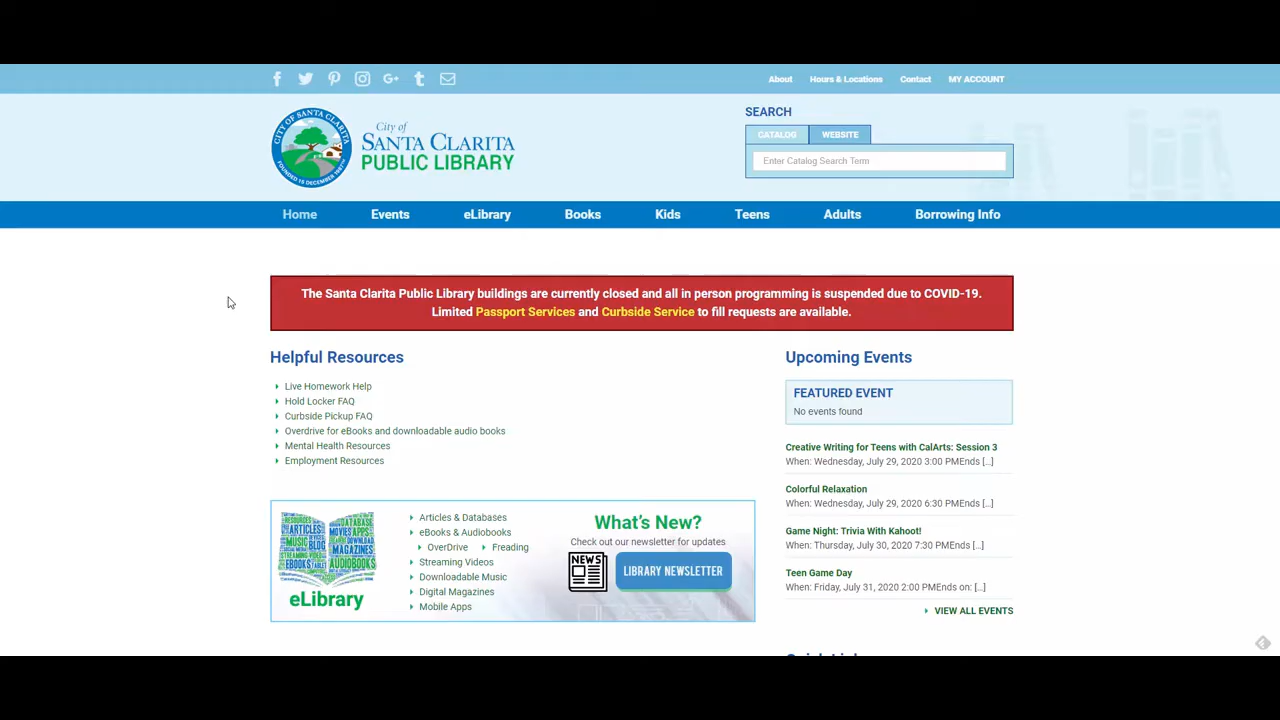 About Hours & Locations Contact MY ACCOUNT
CITY OF SANTA CLARITA
FOUNDED 15 DECEMBER 1987
City of
SANTA CLARITA
PUBLIC LIBRARY
SEARCH
CATALOG WEBSITE
Enter Catalog Search Term
Home Events eLibrary Books Kids Teens Adults Borrowing Info
The Santa Clarita Public Library buildings are currently closed and all in person programming is suspended due to COVID-19.
Limited Passport Services and Curbside Service to fill requests are available.
Helpful Resources
Live Homework Help
Hold Locker FAQ
Curbside Pickup FAQ
Overdrive for eBooks and downloadable audio books
Mental Health Resources
Employment Resources
eLibrary
Articles & Databases
eBooks & Audiobooks
OverDrive Freading
Streaming Videos
Downloadable Music
Digital Magazines
Mobile Apps
What's New?
Check out our newsletter for updates
NEWS
LIBRARY NEWSLETTER
Upcoming Events
FEATURED EVENT
No events found
Creative Writing for Teens with CalArts: Session 3
When: Wednesday, July 29, 2020 3:00 PMEnds [...]
Colorful Relaxation
When: Wednesday, July 29, 2020 6:30 PMEnds [...]
Game Night: Trivia With Kahoot!
When: Thursday, July 30, 2020 7:30 PMEnds [...]
Teen Game Day
When: Friday, July 31, 2020 2:00 PMEnds on: [...]
VIEW ALL EVENTS